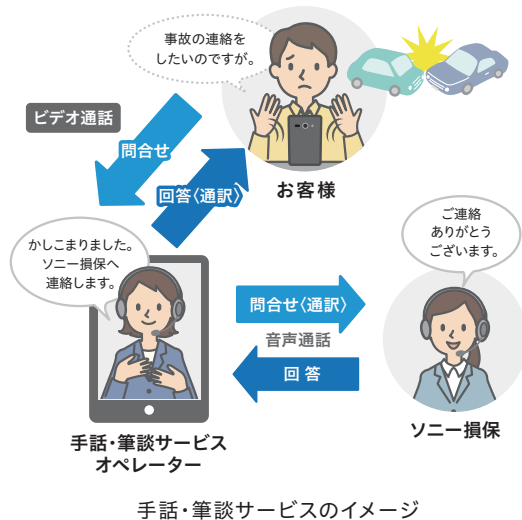 事故の連絡を
したいのですが。
ビデオ通話
問合せ
回答〈通訳〉
お客様
かしこまりました。
ソニー損保へ
連絡します。
ご連絡
ありがとう
ございます。
問合せ〈通訳〉
音声通話
回答
手話・筆談サービス
オペレーター
ソニー損保
手話・筆談サービスのイメージ